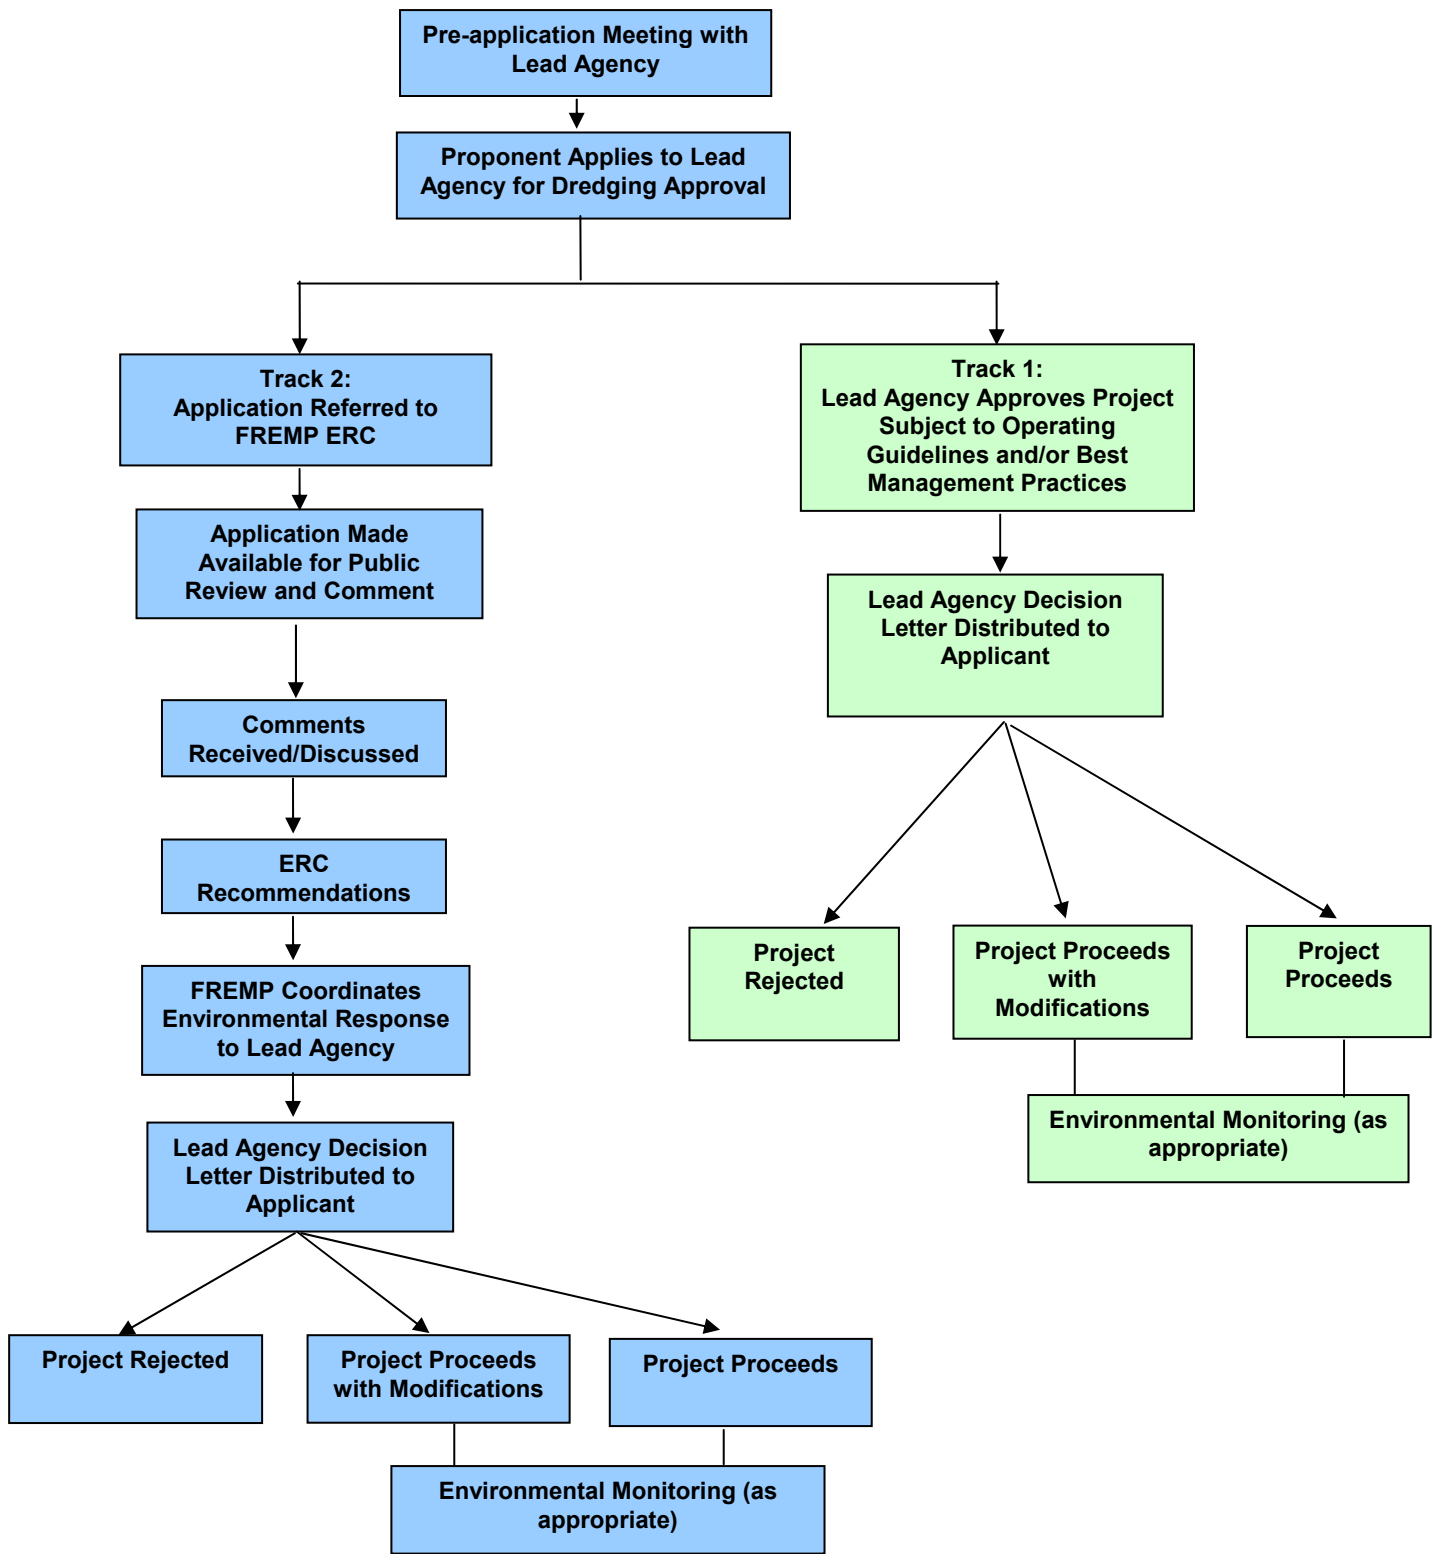 Pre-application Meeting with
Lead Agency
Proponent Applies to Lead
Agency for Dredging Approval
Track 2:
Application Referred to
FREMP ERC
Application Made
Available for Public
Review and Comment
Comments
Received/Discussed
ERC
Recommendations
FREMP Coordinates
Environmental Response
to Lead Agency
Lead Agency Decision
Letter Distributed to
Applicant
Project Rejected
Project Proceeds
with Modifications
Project Proceeds
Environmental Monitoring (as
appropriate)
Track 1:
Lead Agency Approves Project
Subject to Operating
Guidelines and/or Best
Management Practices
Lead Agency Decision
Letter Distributed to
Applicant
Project
Rejected
Project Proceeds
with
Modifications
Project
Proceeds
Environmental Monitoring (as
appropriate)